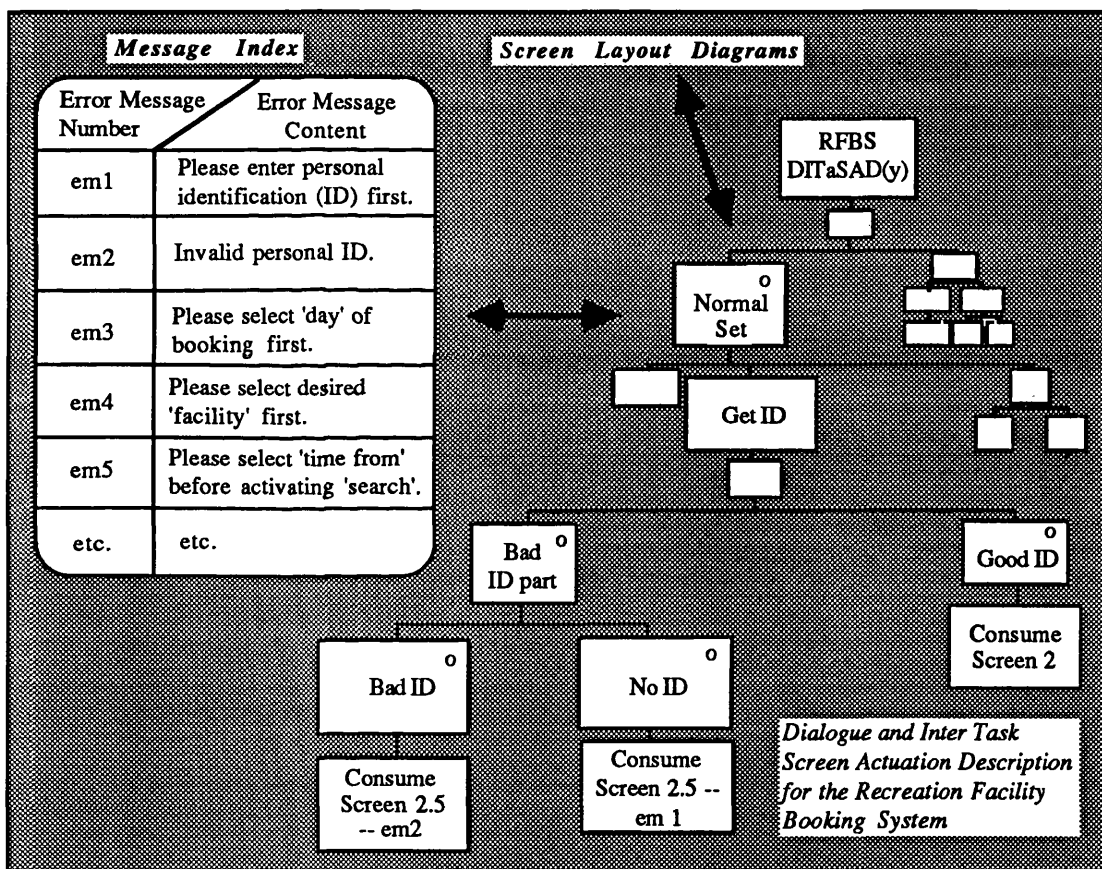 Message Index
Error Message
Number
Error Message
Content
em1
Please enter personal
identification (ID) first.
em2
Invalid personal ID.
em3
Please select 'day' of
booking first.
em4
Please select desired
'facility' first.
em5
Please select 'time from'
before activating 'search'.
etc.
etc.
Screen Layout Diagrams
RFBS
DITaSAD(y)
o
Normal
Set
Get ID
o
Bad
ID part
o
Good ID
Consume
Screen 2
o
Bad ID
o
No ID
Consume
Screen 2.5
-- em2
Consume
Screen 2.5 --
em 1
Dialogue and Inter Task
Screen Actuation Description
for the Recreation Facility
Booking System